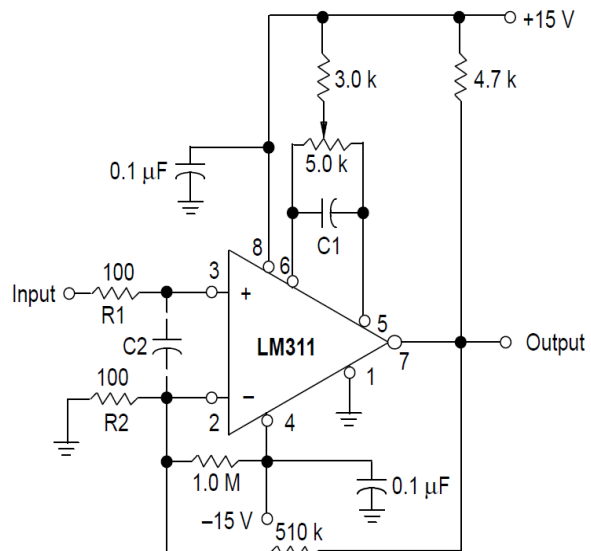 +15 V
3.0 k
4.7 k
5.0 k
0.1 μF
C1
8
6
3
100
Input
R1
+
5
C2
LM311
7
Output
100
1
R2
2
–
4
1.0 M
0.1 μF
–15 V
510 k